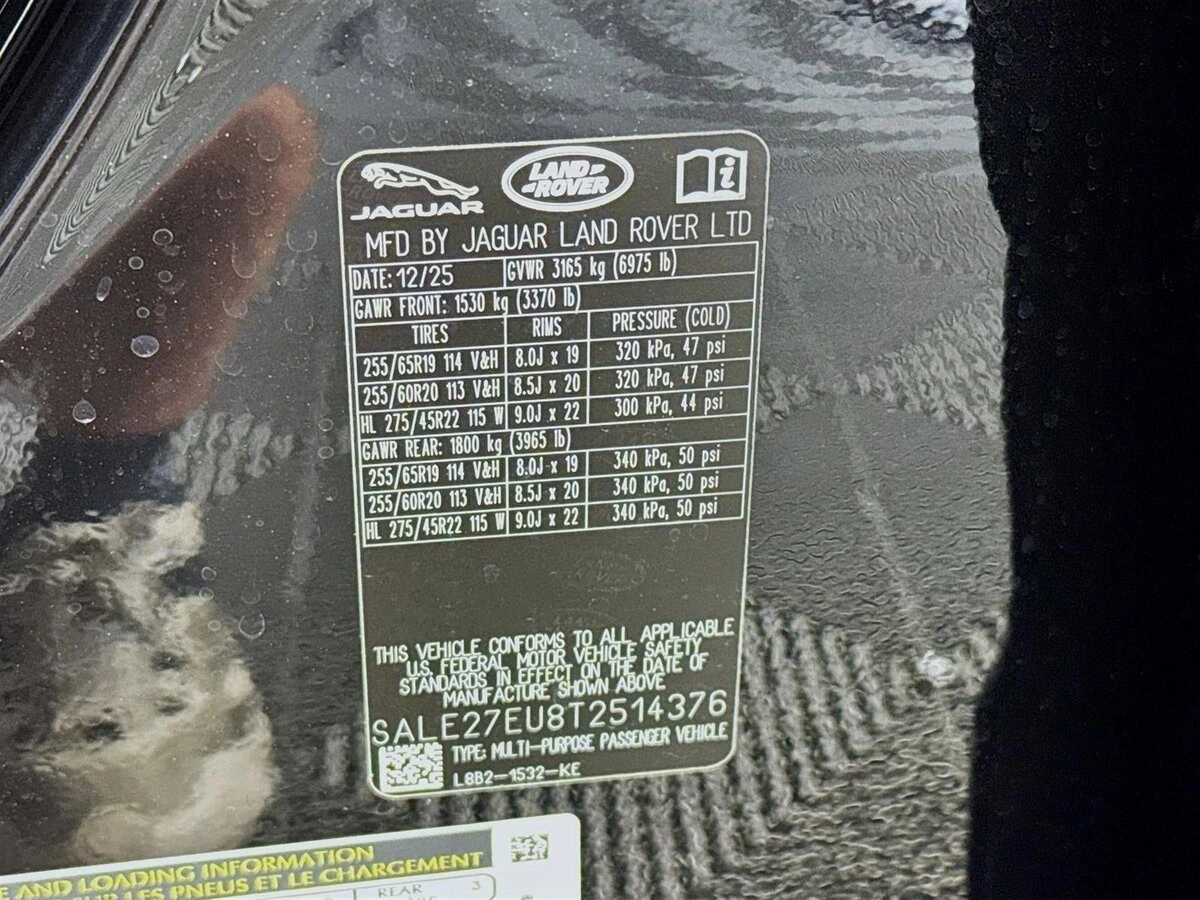 JAGUAR
LAND ROVER
MFD BY JAGUAR LAND ROVER LTD
DATE: 12/25 GVWR 3165 kg (6975 lb)
GAWR FRONT: 1530 kg (3370 lb)
TIRES RIMS PRESSURE (COLD)
255/65R19 114 V&H 8.0J x 19 320 kPa, 47 psi
255/60R20 113 V&H 8.5J x 20 320 kPa, 47 psi
HL 275/45R22 115 W 9.0J x 22 300 kPa, 44 psi
GAWR REAR: 1800 kg (3965 lb)
255/65R19 114 V&H 8.0J x 19 340 kPa, 50 psi
255/60R20 113 V&H 8.5J x 20 340 kPa, 50 psi
HL 275/45R22 115 W 9.0J x 22 340 kPa, 50 psi
THIS VEHICLE CONFORMS TO ALL APPLICABLE
U.S. FEDERAL MOTOR VEHICLE SAFETY
STANDARDS IN EFFECT ON THE DATE OF
MANUFACTURE SHOWN ABOVE
SALE27EU8T2514376
TYPE: MULTI-PURPOSE PASSENGER VEHICLE
L8B2-1532-KE
AND LOADING INFORMATION
LES PNEUS ET LE CHARGEMENT
REAR 3